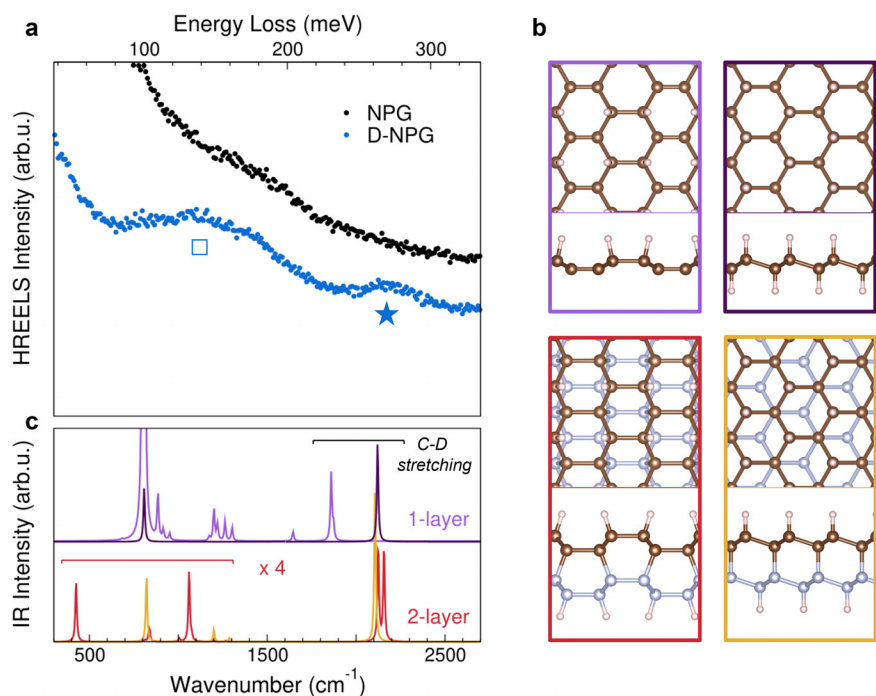 a
Energy Loss (meV)
100 200 300
HREELS Intensity (arb.u.)
NPG
D-NPG
b
c
IR Intensity (arb.u.)
C-D
stretching
1-layer
x 4
2-layer
500 1500 2500
Wavenumber (cm⁻¹)